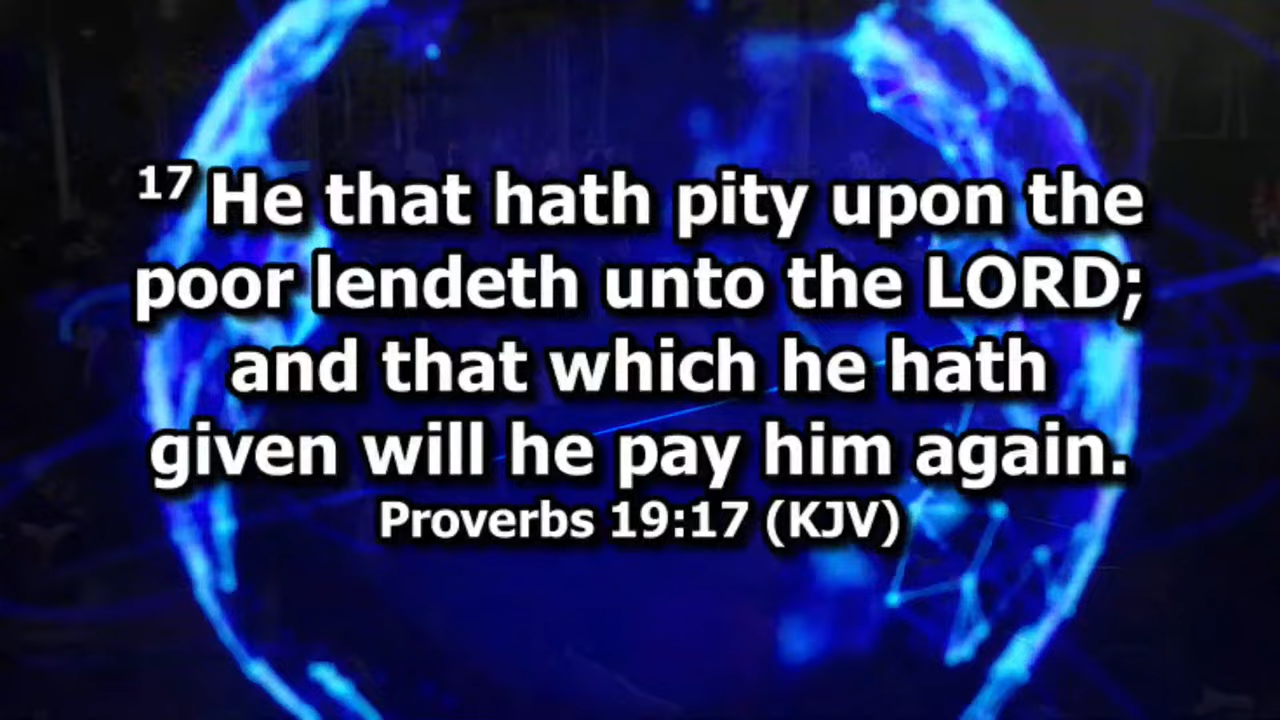 17 He that hath pity upon the
poor lendeth unto the LORD;
and that which he hath
given will he pay him again.
Proverbs 19:17 (KJV)